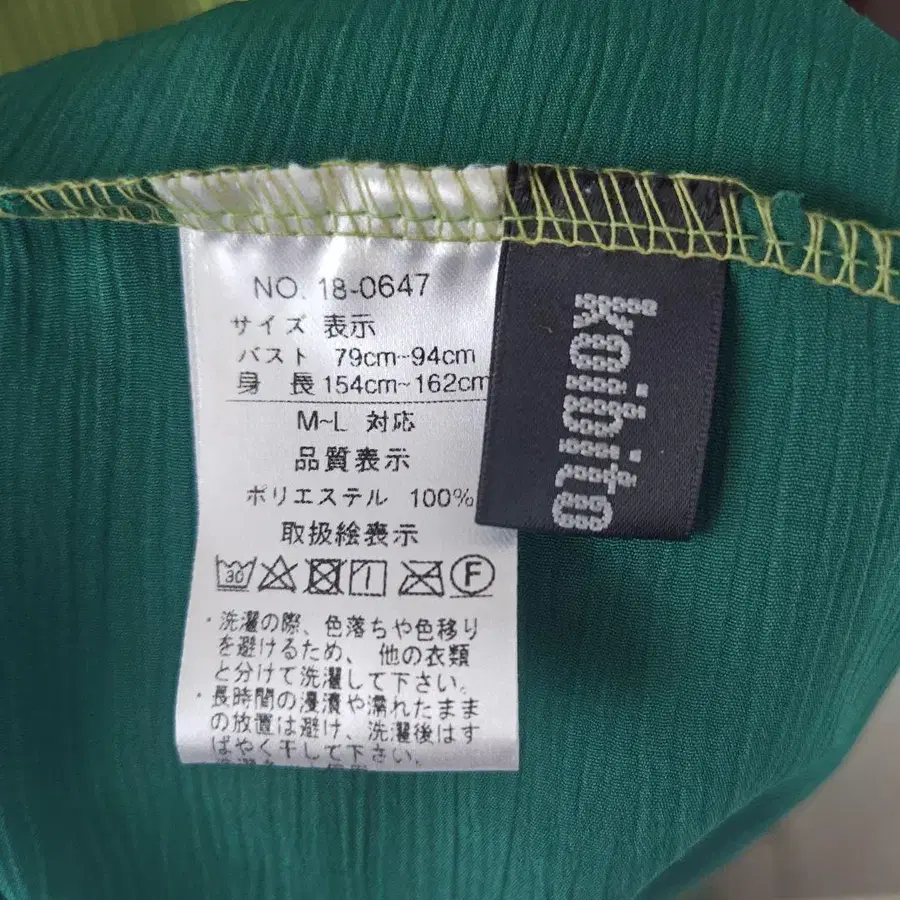 NO. 18-0647
サイズ 表示
バスト 79cm~94cm
身 長 154cm~162cm
M~L 対応
品質表示
ポリエステル 100%
取扱絵表示
30 F
・洗濯の際、色落ちや色移り
を避けるため、 他の衣類
と分けて洗濯して下さい。
・長時間の浸漬や濡れたまま
の放置は避け、洗濯後はす
ばやく干して下さい。
koibito